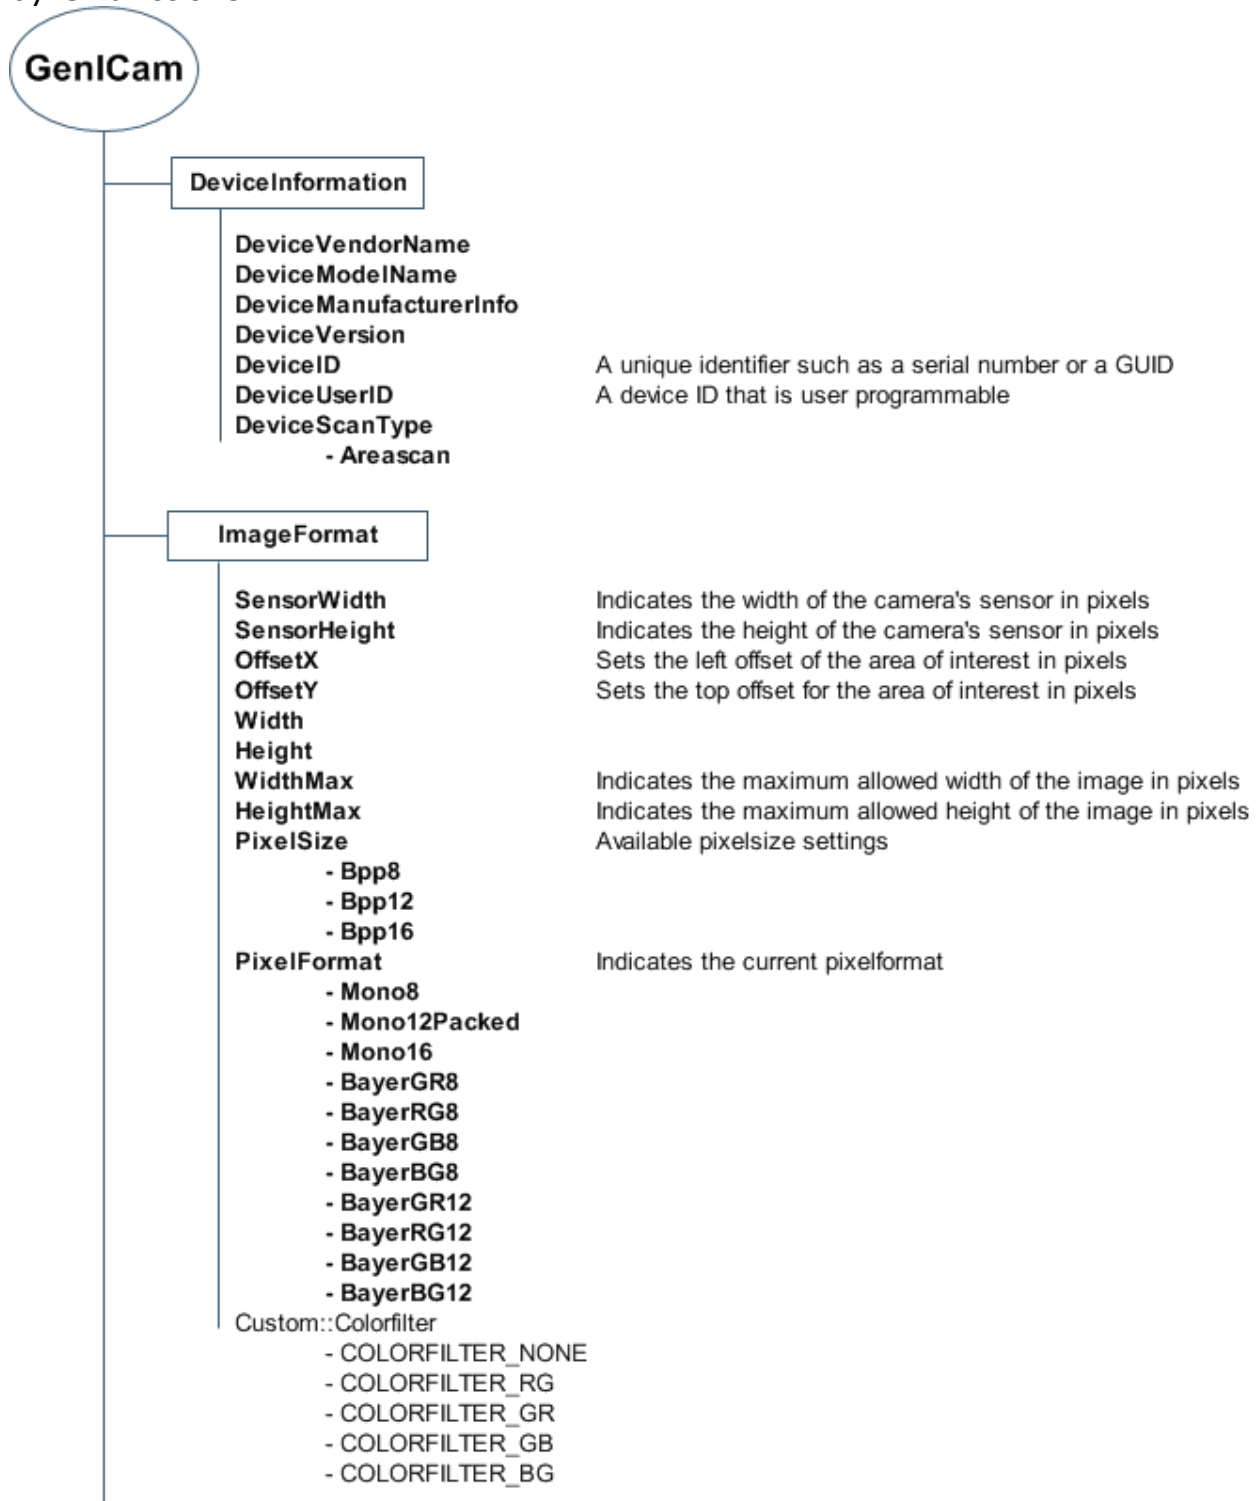 GenICam
DeviceInformation
DeviceVendorName
DeviceModelName
DeviceManufacturerInfo
DeviceVersion
DeviceID A unique identifier such as a serial number or a GUID
DeviceUserID A device ID that is user programmable
DeviceScanType
- Areascan
ImageFormat
SensorWidth Indicates the width of the camera's sensor in pixels
SensorHeight Indicates the height of the camera's sensor in pixels
OffsetX Sets the left offset of the area of interest in pixels
OffsetY Sets the top offset for the area of interest in pixels
Width
Height
WidthMax Indicates the maximum allowed width of the image in pixels
HeightMax Indicates the maximum allowed height of the image in pixels
PixelSize Available pixelsize settings
- Bpp8
- Bpp12
- Bpp16
PixelFormat Indicates the current pixelformat
- Mono8
- Mono12Packed
- Mono16
- BayerGR8
- BayerRG8
- BayerGB8
- BayerBG8
- BayerGR12
- BayerRG12
- BayerGB12
- BayerBG12
Custom::Colorfilter
- COLORFILTER_NONE
- COLORFILTER_RG
- COLORFILTER_GR
- COLORFILTER_GB
- COLORFILTER_BG